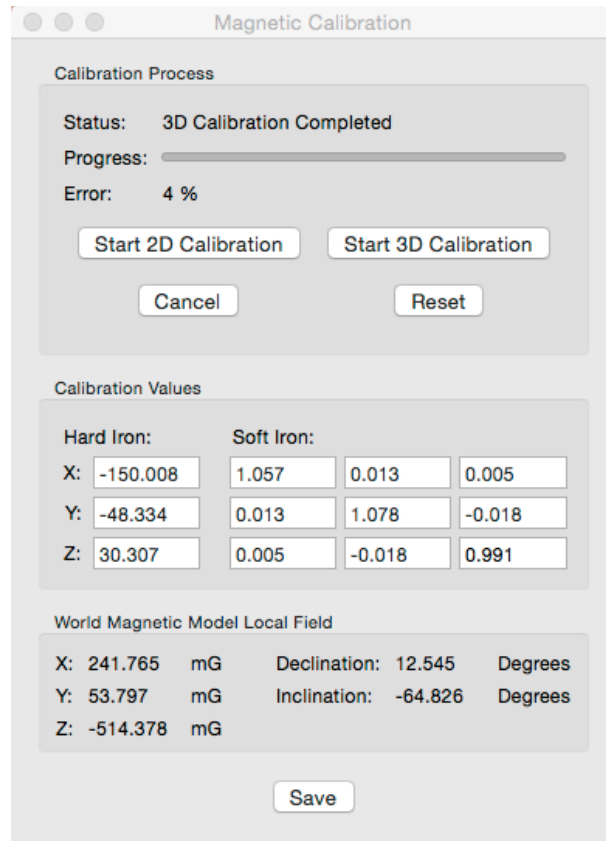 Magnetic Calibration
Calibration Process
Status: 3D Calibration Completed
Progress:
Error: 4 %
Start 2D Calibration Start 3D Calibration
Cancel Reset
Calibration Values
Hard Iron: Soft Iron:
X: -150.008 1.057 0.013 0.005
Y: -48.334 0.013 1.078 -0.018
Z: 30.307 0.005 -0.018 0.991
World Magnetic Model Local Field
X: 241.765 mG Declination: 12.545 Degrees
Y: 53.797 mG Inclination: -64.826 Degrees
Z: -514.378 mG
Save